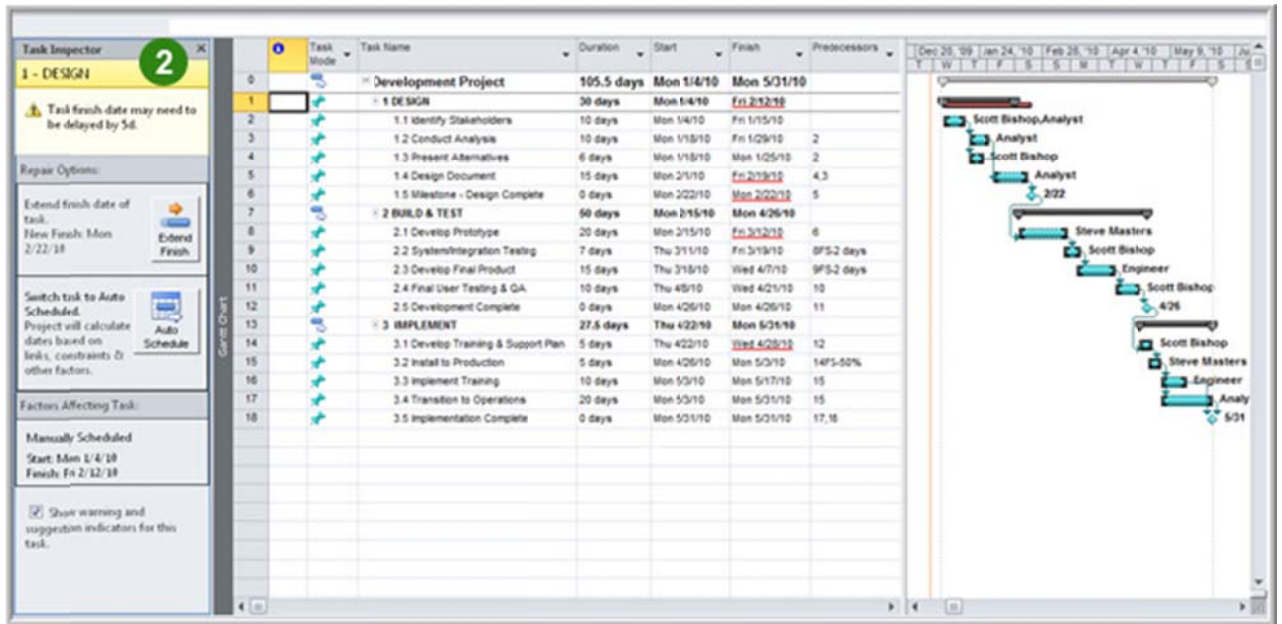 Task Inspector
2
1 - DESIGN
Task finish date may need to
be delayed by 5d.
Repair Options:
Extend finish date of
task.
New Finish: Mon
2/22/10
Extend
Finish
Switch task to Auto
Scheduled.
Project will calculate
dates based on
links, constraints &
other factors.
Auto
Schedule
Factors Affecting Task:
Manually Scheduled
Start: Mon 1/4/10
Finish: Fri 2/12/10
Show warning and
suggestion indicators for this
task.
Gantt Chart
Task Mode Task Name Duration Start Finish Predecessors
0 Development Project 105.5 days Mon 1/4/10 Mon 5/31/10
1 1 DESIGN 30 days Mon 1/4/10 Fri 2/12/10
2 1.1 Identify Stakeholders 10 days Mon 1/4/10 Fri 1/15/10
3 1.2 Conduct Analysis 10 days Mon 1/18/10 Fri 1/29/10 2
4 1.3 Present Alternatives 6 days Mon 1/18/10 Mon 1/25/10 2
5 1.4 Design Document 15 days Mon 2/1/10 Fri 2/19/10 4,3
6 1.5 Milestone - Design Complete 0 days Mon 2/22/10 Mon 2/22/10 5
7 2 BUILD & TEST 50 days Mon 2/15/10 Mon 4/26/10
8 2.1 Develop Prototype 20 days Mon 2/15/10 Fri 3/12/10 6
9 2.2 System/Integration Testing 7 days Thu 3/11/10 Fri 3/19/10 8FS-2 days
10 2.3 Develop Final Product 15 days Thu 3/18/10 Wed 4/7/10 9FS-2 days
11 2.4 Final User Testing & QA 10 days Thu 4/8/10 Wed 4/21/10 10
12 2.5 Development Complete 0 days Mon 4/26/10 Mon 4/26/10 11
13 3 IMPLEMENT 27.5 days Thu 4/22/10 Mon 5/31/10
14 3.1 Develop Training & Support Plan 5 days Thu 4/22/10 Wed 4/28/10 12
15 3.2 Install to Production 5 days Mon 4/26/10 Mon 5/3/10 14FS-50%
16 3.3 Implement Training 10 days Mon 5/3/10 Mon 5/17/10 15
17 3.4 Transition to Operations 20 days Mon 5/3/10 Mon 5/31/10 15
18 3.5 Implementation Complete 0 days Mon 5/31/10 Mon 5/31/10 17,16
Dec 20, '09 Jan 24, '10 Feb 28, '10 Apr 4, '10 May 9, '10
T W T F S S M T W T F S
Scott Bishop,Analyst
Analyst
Scott Bishop
Analyst
2/22
Steve Masters
Scott Bishop
Engineer
Scott Bishop
4/26
Scott Bishop
Steve Masters
Engineer
Analy
5/31